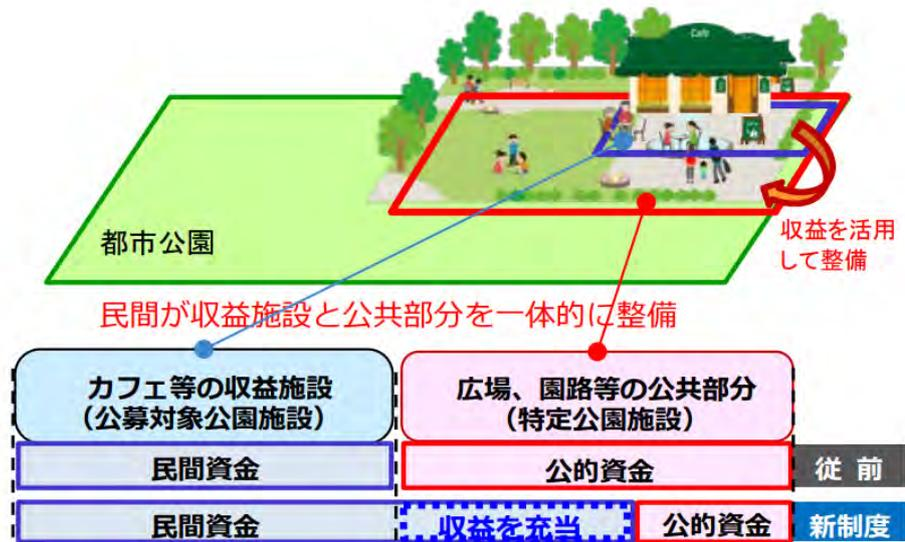 Cafe
都市公園
収益を活用
して整備
民間が収益施設と公共部分を一体的に整備
カフェ等の収益施設
(公募対象公園施設)
広場、園路等の公共部分
(特定公園施設)
民間資金
公的資金
従前
民間資金
収益を充当
公的資金
新制度